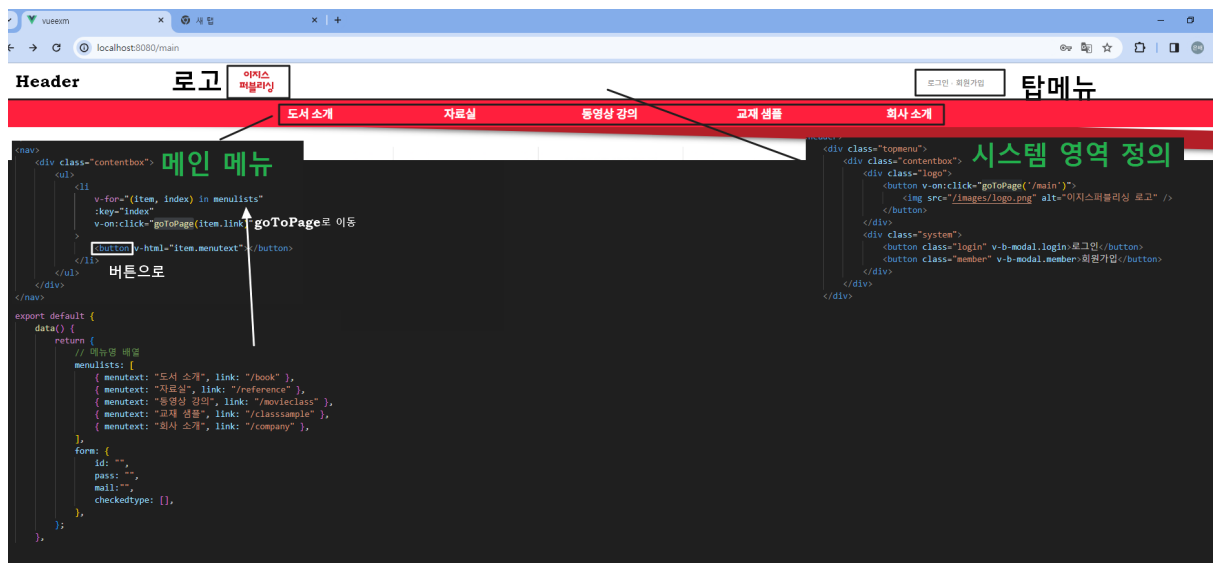 vueexm
새 탭
localhost:8080/main
Header
로고
이지스
퍼블리싱
로그인 · 회원가입
탑메뉴
도서 소개
자료실
동영상 강의
교재 샘플
회사 소개
<nav>
<div class="contentbox">
메인 메뉴
<ul>
<li
v-for="(item, index) in menulists"
:key="index"
v-on:click="goToPage(item.link)"
goToPage로 이동
>
<button v-html="item.menutext"></button>
</li>
버튼으로
</ul>
</div>
</nav>
export default {
data() {
return {
// 메뉴명 배열
menulists: [
{ menutext: "도서 소개", link: "/book" },
{ menutext: "자료실", link: "/reference" },
{ menutext: "동영상 강의", link: "/movieclass" },
{ menutext: "교재 샘플", link: "/classsample" },
{ menutext: "회사 소개", link: "/company" },
],
form: {
id: "",
pass: "",
mail:"",
checkedtype: [],
},
};
},
시스템 영역 정의
<div class="topmenu">
<div class="contentbox">
<div class="logo">
<button v-on:click="goToPage('/main')">
<img src="/images/logo.png" alt="이지스퍼블리싱 로고" />
</button>
</div>
<div class="system">
<button class="login" v-b-modal.login>로그인</button>
<button class="member" v-b-modal.member>회원가입</button>
</div>
</div>
</div>